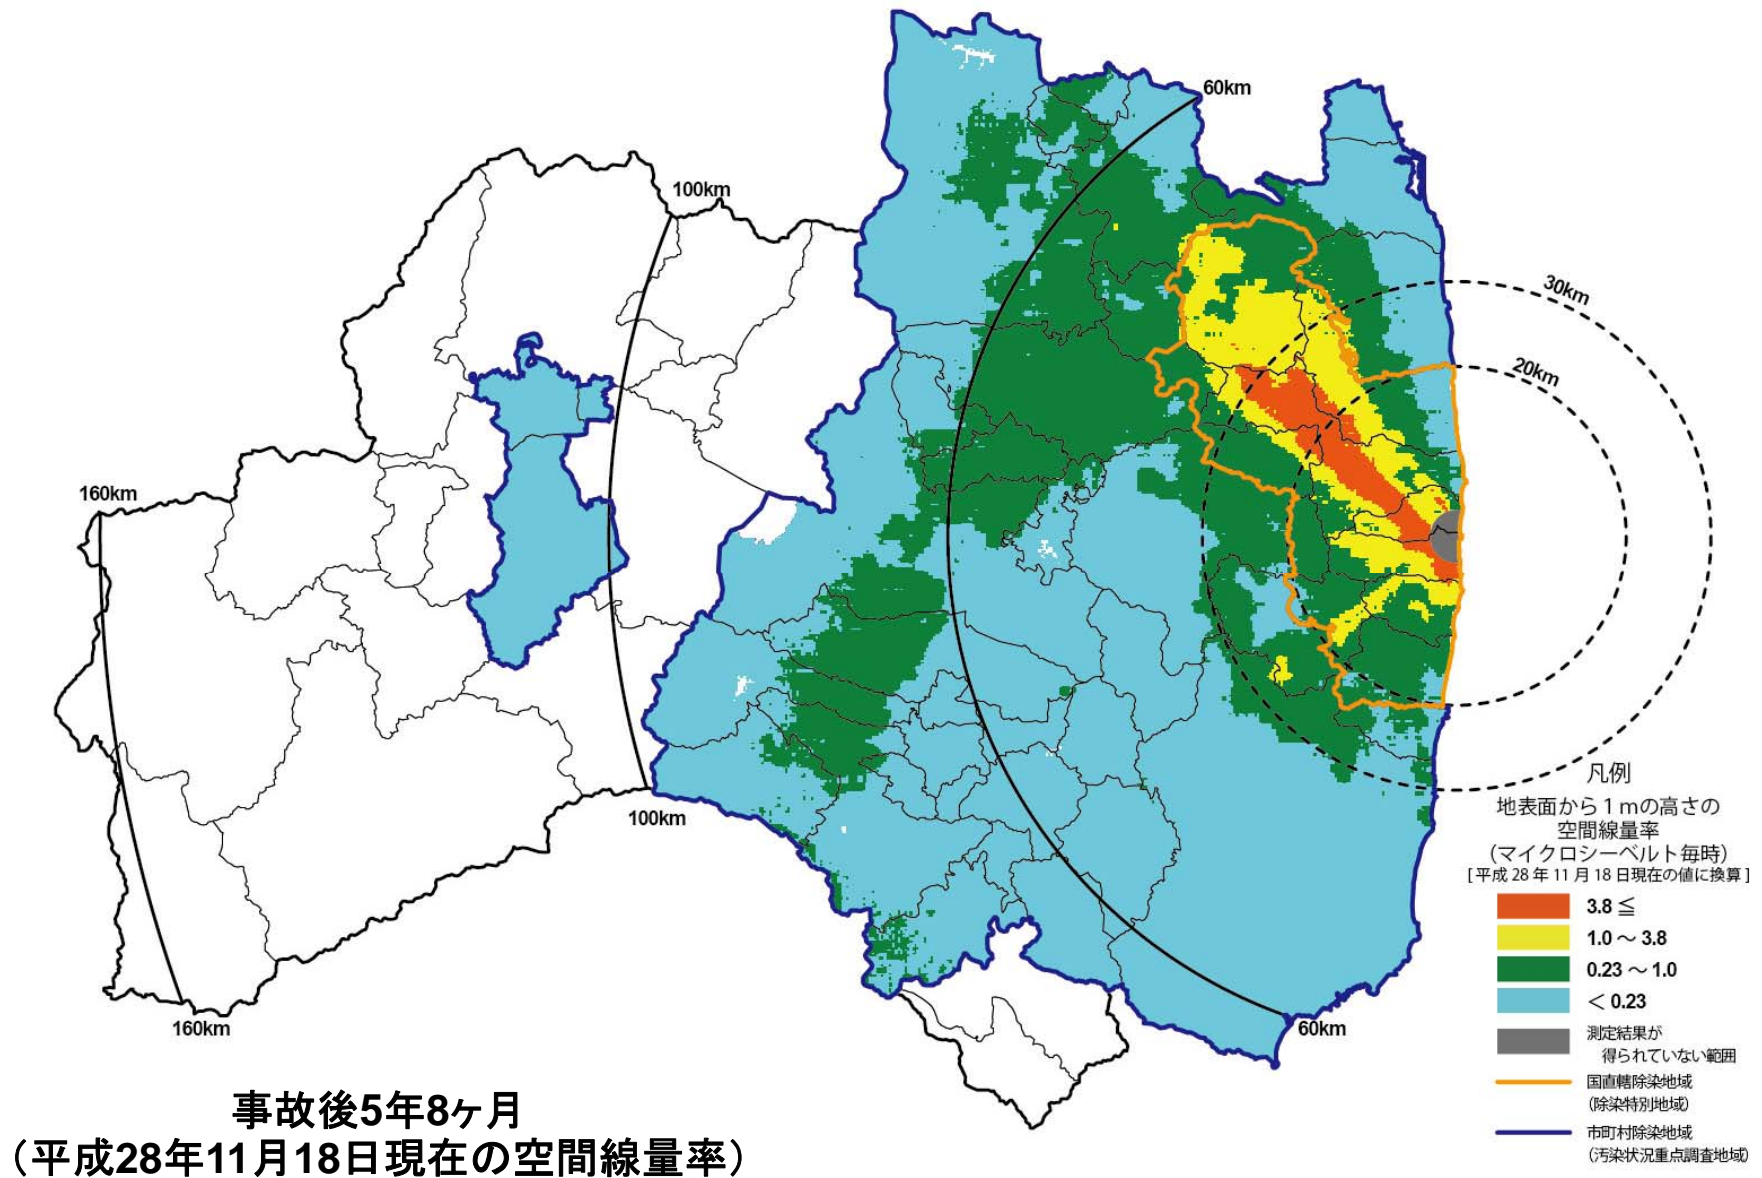 60km
100km
30km
20km
160km
凡例
地表面から１ｍの高さの
空間線量率
（マイクロシーベルト毎時）
[ 平成 28 年 11 月 18 日現在の値に換算 ]
100km
3.8 ≦
1.0 ～ 3.8
0.23 ～ 1.0
＜ 0.23
160km
60km
測定結果が
得られていない範囲
国直轄除染地域
（除染特別地域）
市町村除染地域
（汚染状況重点調査地域）
事故後5年8ヶ月
（平成28年11月18日現在の空間線量率）